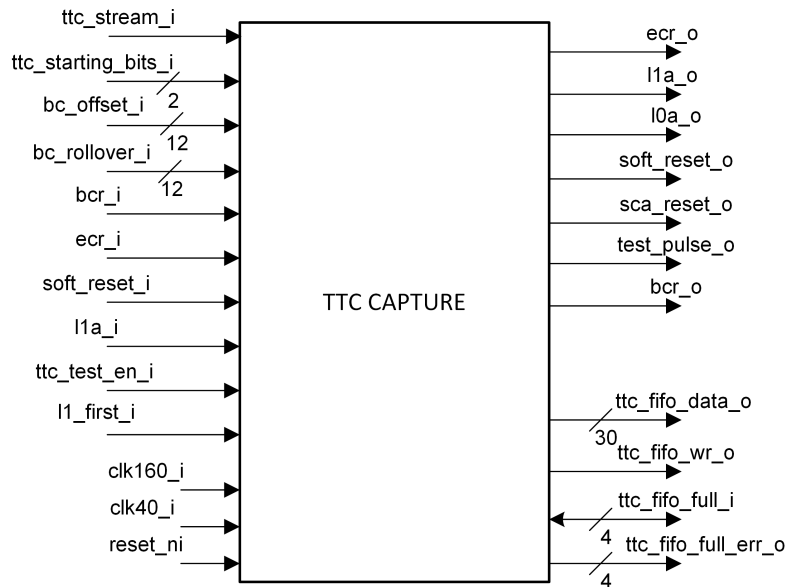 ttc_stream_i
ttc_starting_bits_i
2
bc_offset_i
12
bc_rollover_i
12
bcr_i
ecr_i
soft_reset_i
l1a_i
ttc_test_en_i
l1_first_i
clk160_i
clk40_i
reset_ni
TTC CAPTURE
ecr_o
l1a_o
l0a_o
soft_reset_o
sca_reset_o
test_pulse_o
bcr_o
ttc_fifo_data_o
30
ttc_fifo_wr_o
ttc_fifo_full_i
4
ttc_fifo_full_err_o
4